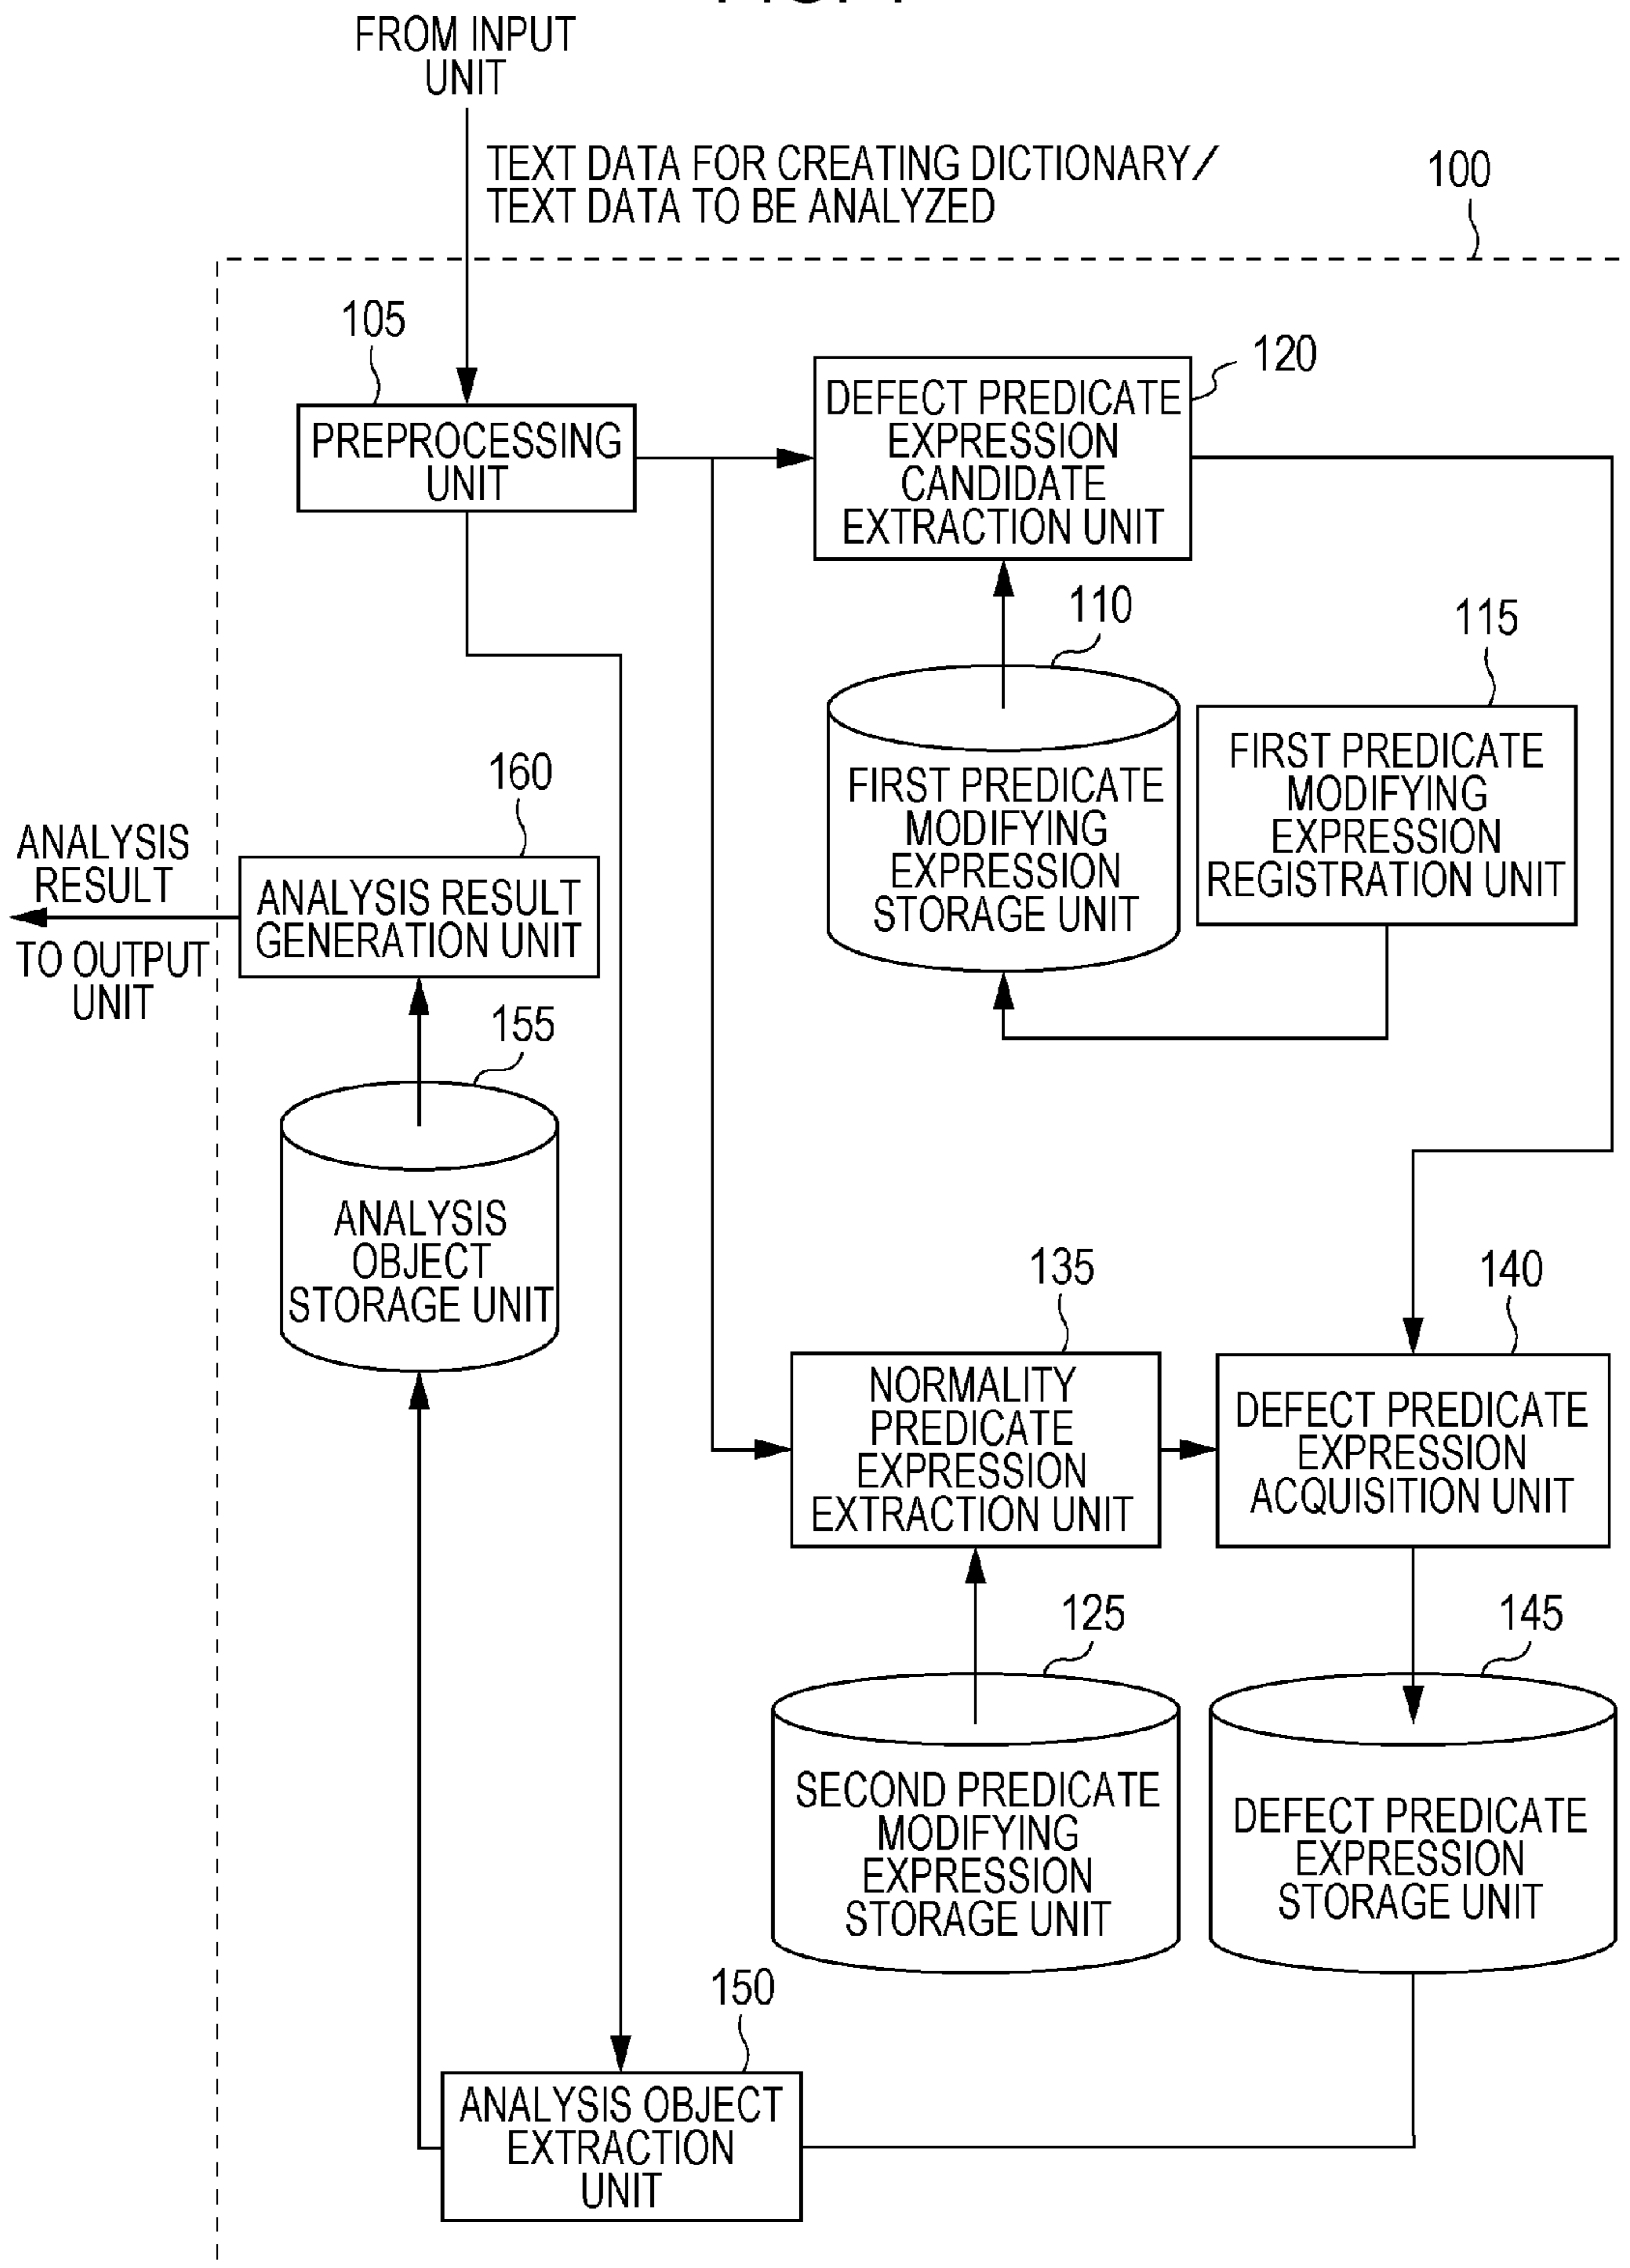 FROM INPUT
UNIT
TEXT DATA FOR CREATING DICTIONARY/
TEXT DATA TO BE ANALYZED
100
105
PREPROCESSING
UNIT
120
DEFECT PREDICATE
EXPRESSION
CANDIDATE
EXTRACTION UNIT
110
FIRST PREDICATE
MODIFYING
EXPRESSION
STORAGE UNIT
115
FIRST PREDICATE
MODIFYING
EXPRESSION
REGISTRATION UNIT
160
ANALYSIS RESULT
GENERATION UNIT
ANALYSIS
RESULT
TO OUTPUT
UNIT
155
ANALYSIS
OBJECT
STORAGE UNIT
135
NORMALITY
PREDICATE
EXPRESSION
EXTRACTION UNIT
140
DEFECT PREDICATE
EXPRESSION
ACQUISITION UNIT
125
SECOND PREDICATE
MODIFYING
EXPRESSION
STORAGE UNIT
145
DEFECT PREDICATE
EXPRESSION
STORAGE UNIT
150
ANALYSIS OBJECT
EXTRACTION
UNIT